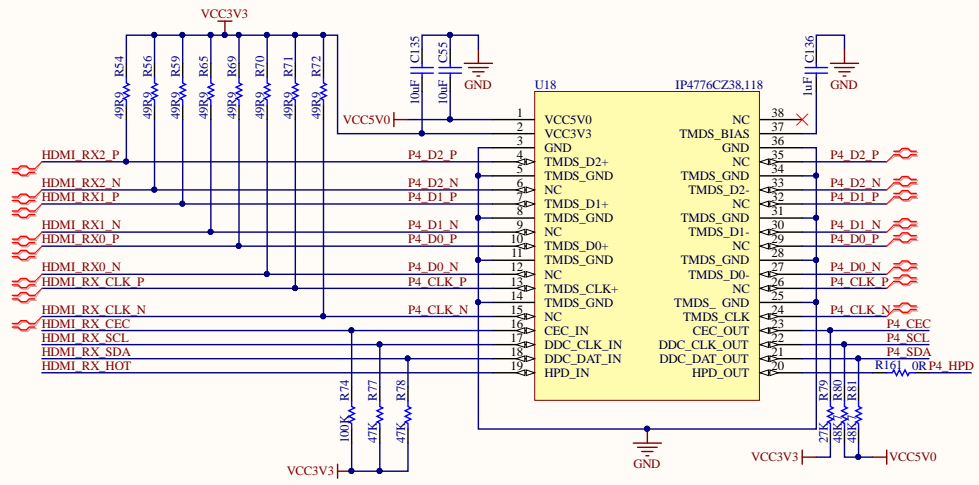 VCC3V3
R54 R56 R59 R65 R69 R70 R71 R72
49R9 49R9 49R9 49R9 49R9 49R9 49R9 49R9
C135 10uF C55 10uF GND
C136 1uF GND
U18 IP4776CZ38,118
VCC5V0 1 VCC5V0 NC 38
2 VCC3V3 TMDS_BIAS 37
3 GND GND 36
HDMI_RX2_P P4_D2_P 4 TMDS_D2+ NC 35 P4_D2_P
5 TMDS_GND TMDS_GND 34
HDMI_RX2_N P4_D2_N 6 NC TMDS_D2- 33 P4_D2_N
HDMI_RX1_P P4_D1_P 7 TMDS_D1+ NC 32 P4_D1_P
8 TMDS_GND TMDS_GND 31
HDMI_RX1_N P4_D1_N 9 NC TMDS_D1- 30 P4_D1_N
HDMI_RX0_P P4_D0_P 10 TMDS_D0+ NC 29 P4_D0_P
11 TMDS_GND TMDS_GND 28
HDMI_RX0_N P4_D0_N 12 NC TMDS_D0- 27 P4_D0_N
HDMI_RX_CLK_P P4_CLK_P 13 TMDS_CLK+ NC 26 P4_CLK_P
14 TMDS_GND TMDS_ GND 25
HDMI_RX_CLK_N P4_CLK_N 15 NC TMDS_CLK 24 P4_CLK_N
HDMI_RX_CEC 16 CEC_IN CEC_OUT 23 P4_CEC
HDMI_RX_SCL 17 DDC_CLK_IN DDC_CLK_OUT 22 P4_SCL
HDMI_RX_SDA 18 DDC_DAT_IN DDC_DAT_OUT 21 P4_SDA
HDMI_RX_HOT 19 HPD_IN HPD_OUT 20 R161 0R P4_HPD
R74 R77 R78
100K 47K 47K
R79 R80 R81
27K
VCC3V3
GND
VCC3V3 VCC5V0